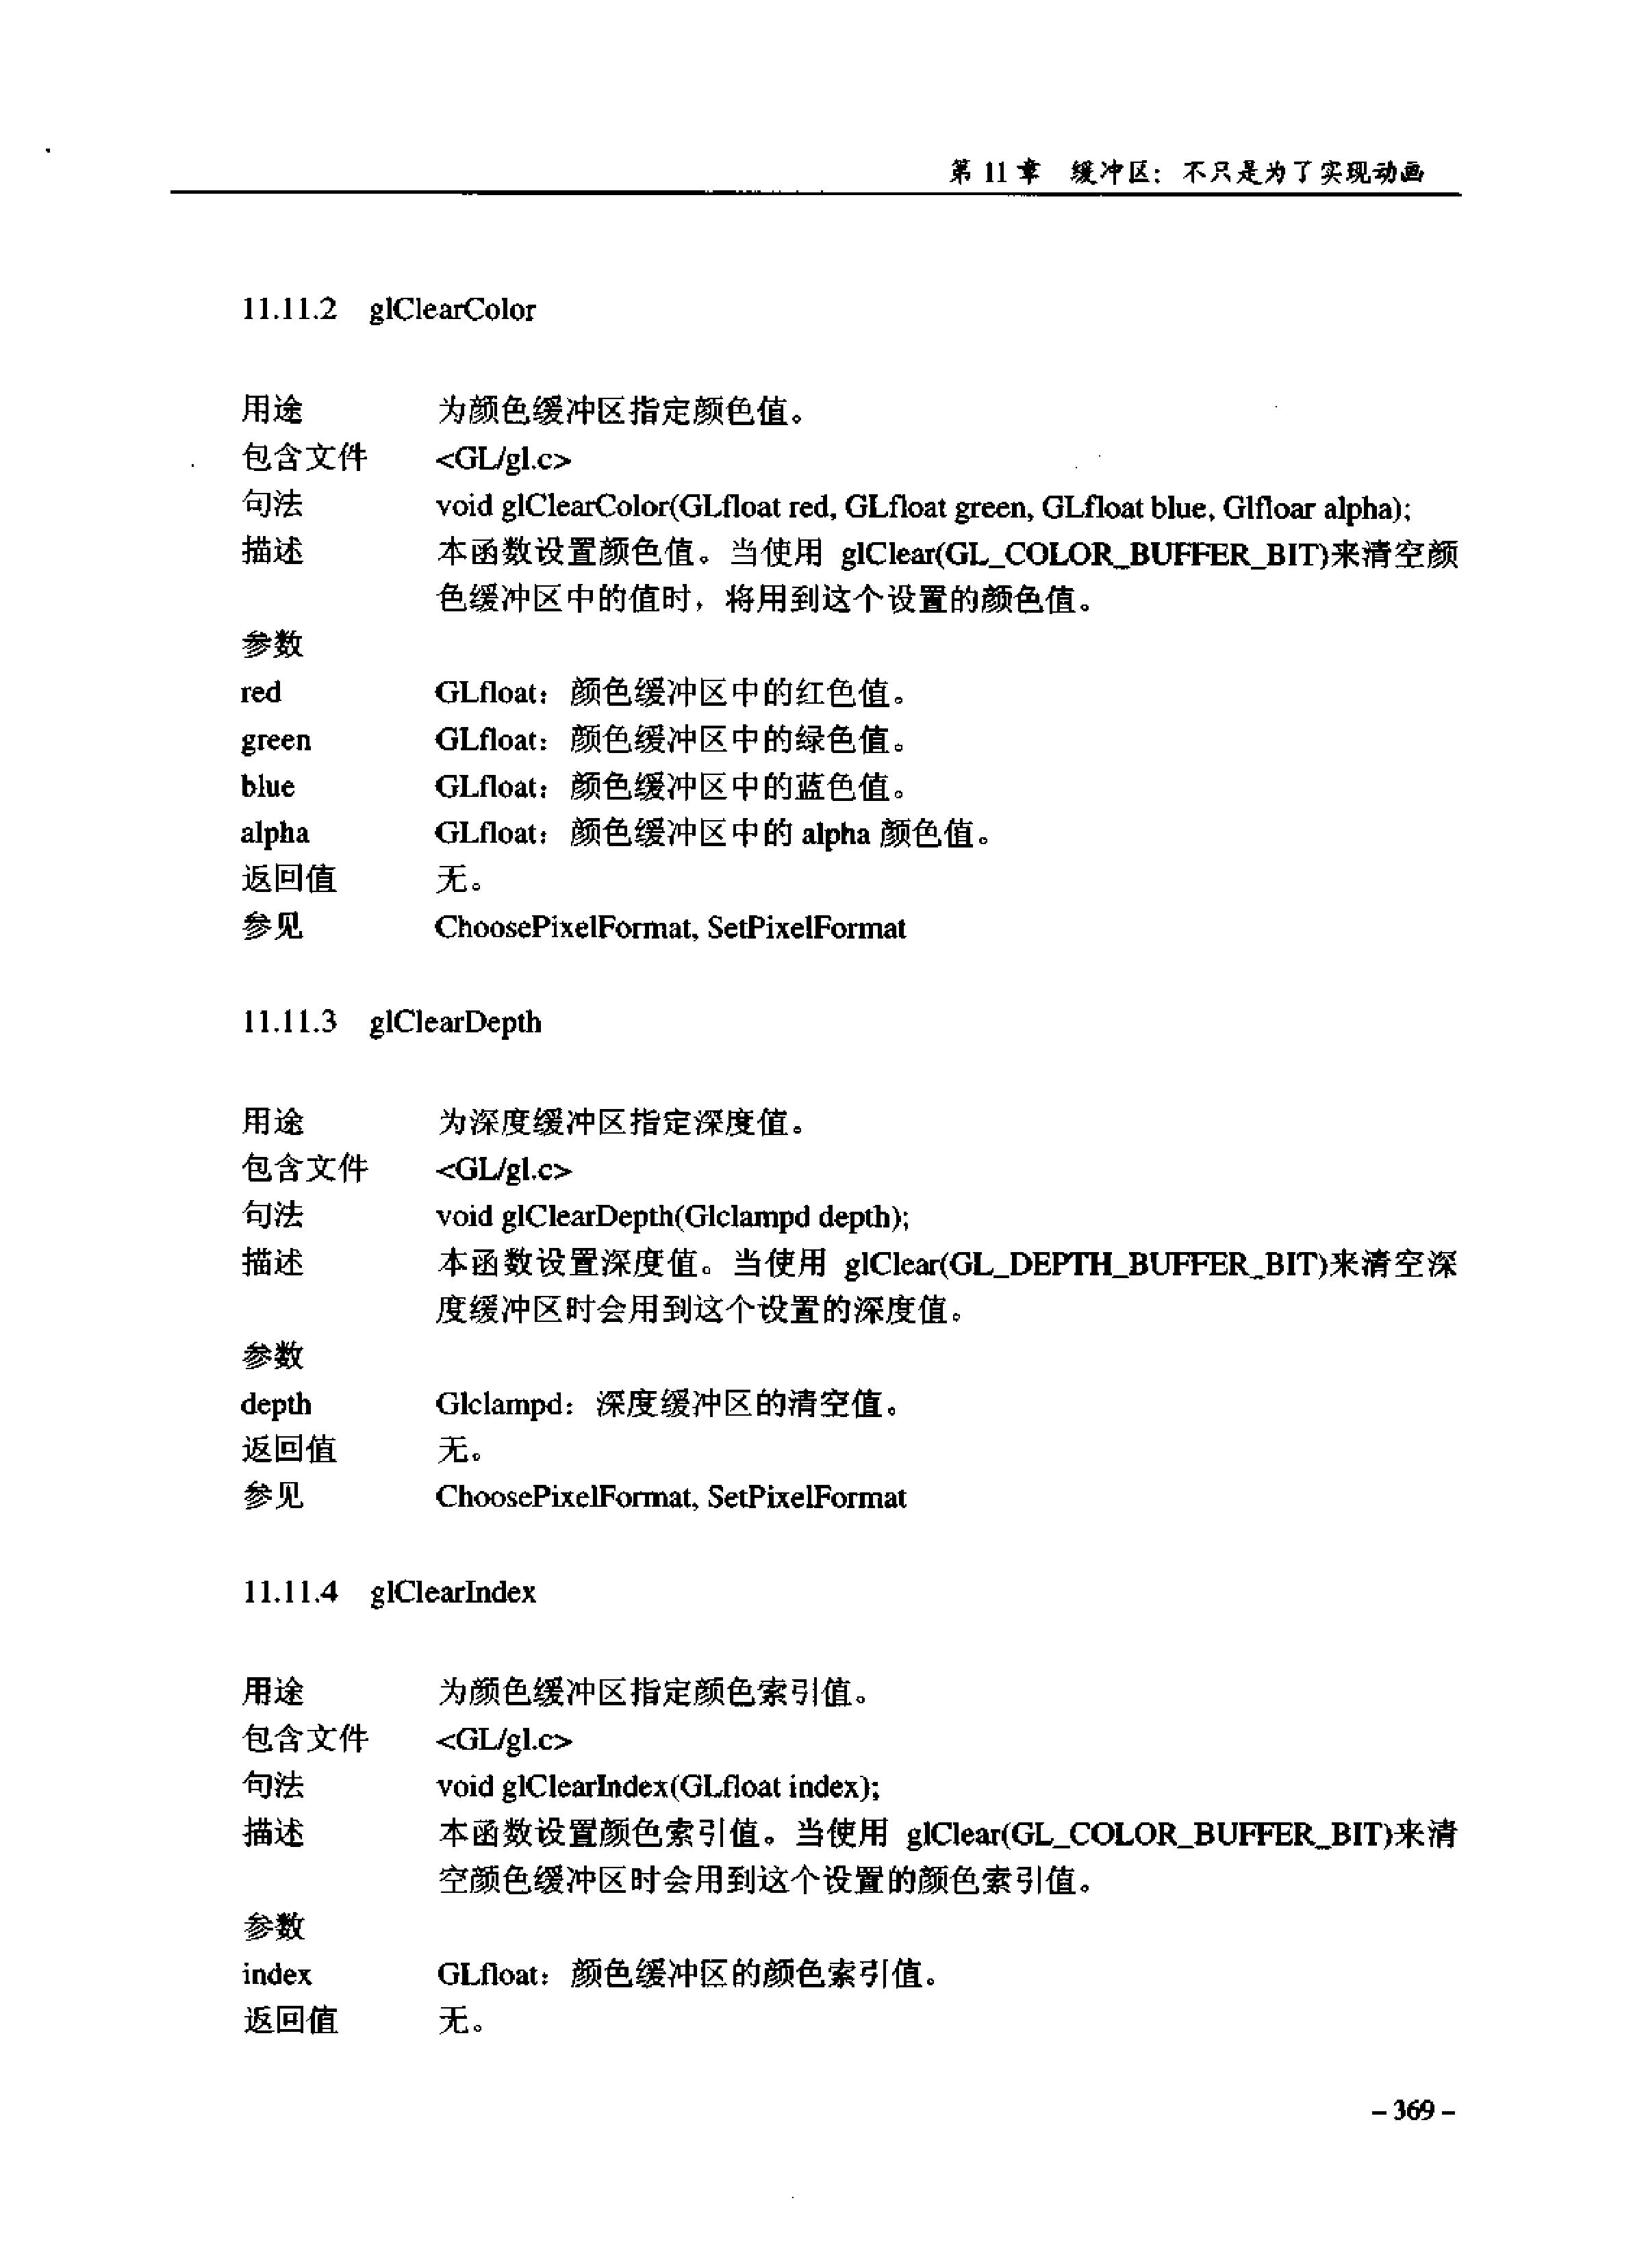 第 11 章 缓冲区：不只是为了实现动画
11.11.2 glClearColor
用途 为颜色缓冲区指定颜色值。
包含文件 <GL/gl.c>
句法 void glClearColor(GLfloat red, GLfloat green, GLfloat blue, Glfloar alpha);
描述 本函数设置颜色值。当使用 glClear(GL_COLOR_BUFFER_BIT)来清空颜
色缓冲区中的值时，将用到这个设置的颜色值。
参数
red GLfloat：颜色缓冲区中的红色值。
green GLfloat：颜色缓冲区中的绿色值。
blue GLfloat：颜色缓冲区中的蓝色值。
alpha GLfloat：颜色缓冲区中的 alpha 颜色值。
返回值 无。
参见 ChoosePixelFormat, SetPixelFormat
11.11.3 glClearDepth
用途 为深度缓冲区指定深度值。
包含文件 <GL/gl.c>
句法 void glClearDepth(Glclampd depth);
描述 本函数设置深度值。当使用 glClear(GL_DEPTH_BUFFER_BIT)来清空深
度缓冲区时会用到这个设置的深度值。
参数
depth Glclampd：深度缓冲区的清空值。
返回值 无。
参见 ChoosePixelFormat, SetPixelFormat
11.11.4 glClearIndex
用途 为颜色缓冲区指定颜色索引值。
包含文件 <GL/gl.c>
句法 void glClearIndex(GLfloat index);
描述 本函数设置颜色索引值。当使用 glClear(GL_COLOR_BUFFER_BIT)来清
空颜色缓冲区时会用到这个设置的颜色索引值。
参数
index GLfloat：颜色缓冲区的颜色索引值。
返回值 无。
– 369 –